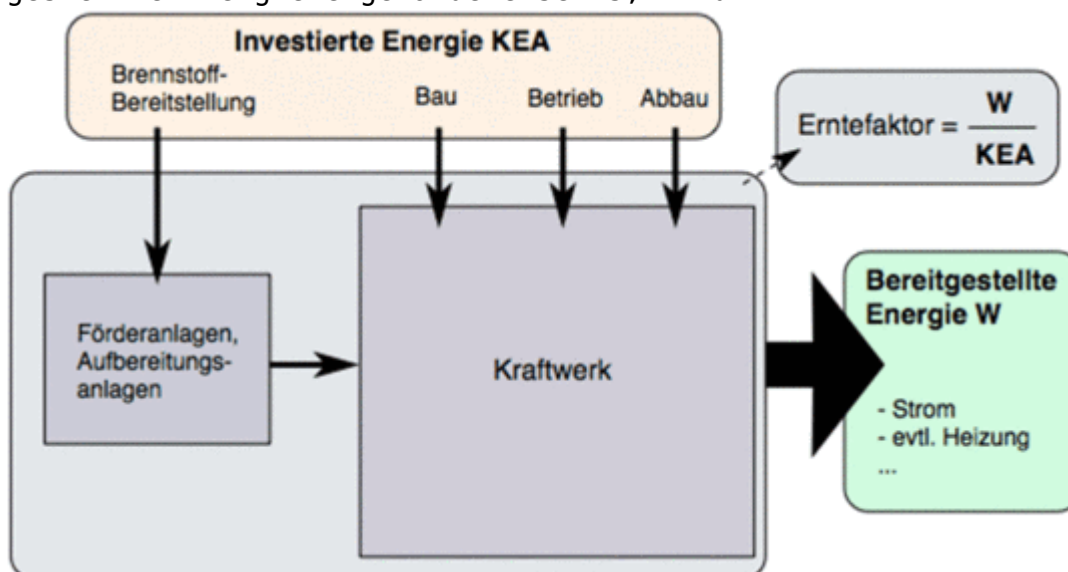 Investierte Energie KEA
Brennstoff-
Bereitstellung
Bau
Betrieb
Abbau
Erntefaktor = W
KEA
Förderanlagen,
Aufbereitungs-
anlagen
Kraftwerk
Bereitgestellte
Energie W
- Strom
- evtl. Heizung
...